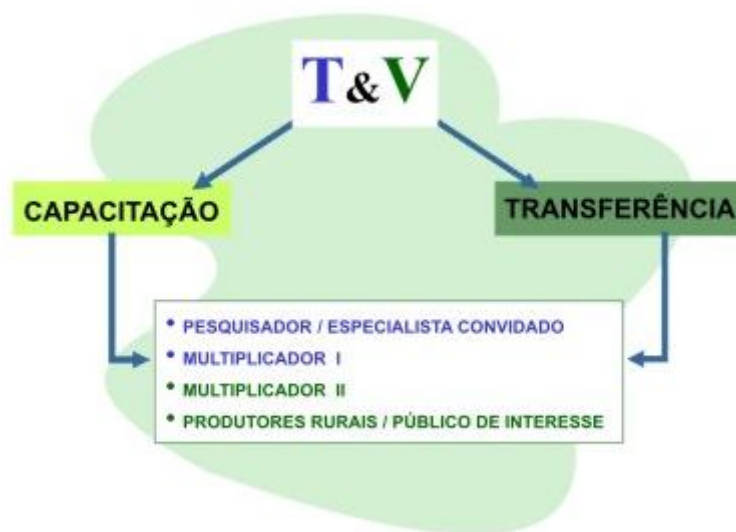 T&V
CAPACITAÇÃO
TRANSFERÊNCIA
• PESQUISADOR / ESPECIALISTA CONVIDADO
• MULTIPLICADOR I
• MULTIPLICADOR II
• PRODUTORES RURAIS / PÚBLICO DE INTERESSE